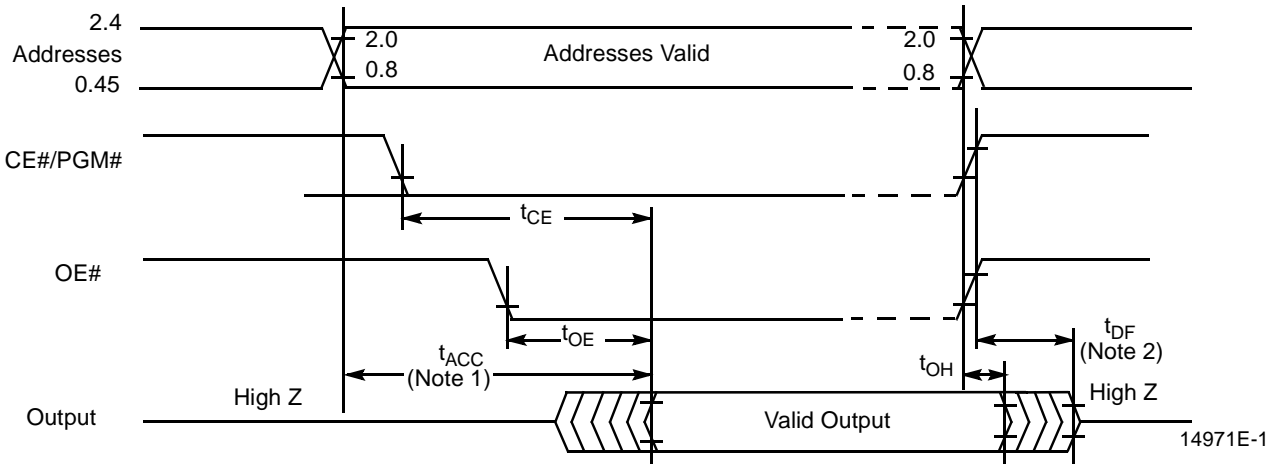 2.4
Addresses
0.45
2.0
0.8
Addresses Valid
2.0
0.8
CE#/PGM#
tCE
OE#
tOE
tACC
(Note 1)
tOH
tDF
(Note 2)
Output
High Z
Valid Output
High Z
14971E-1